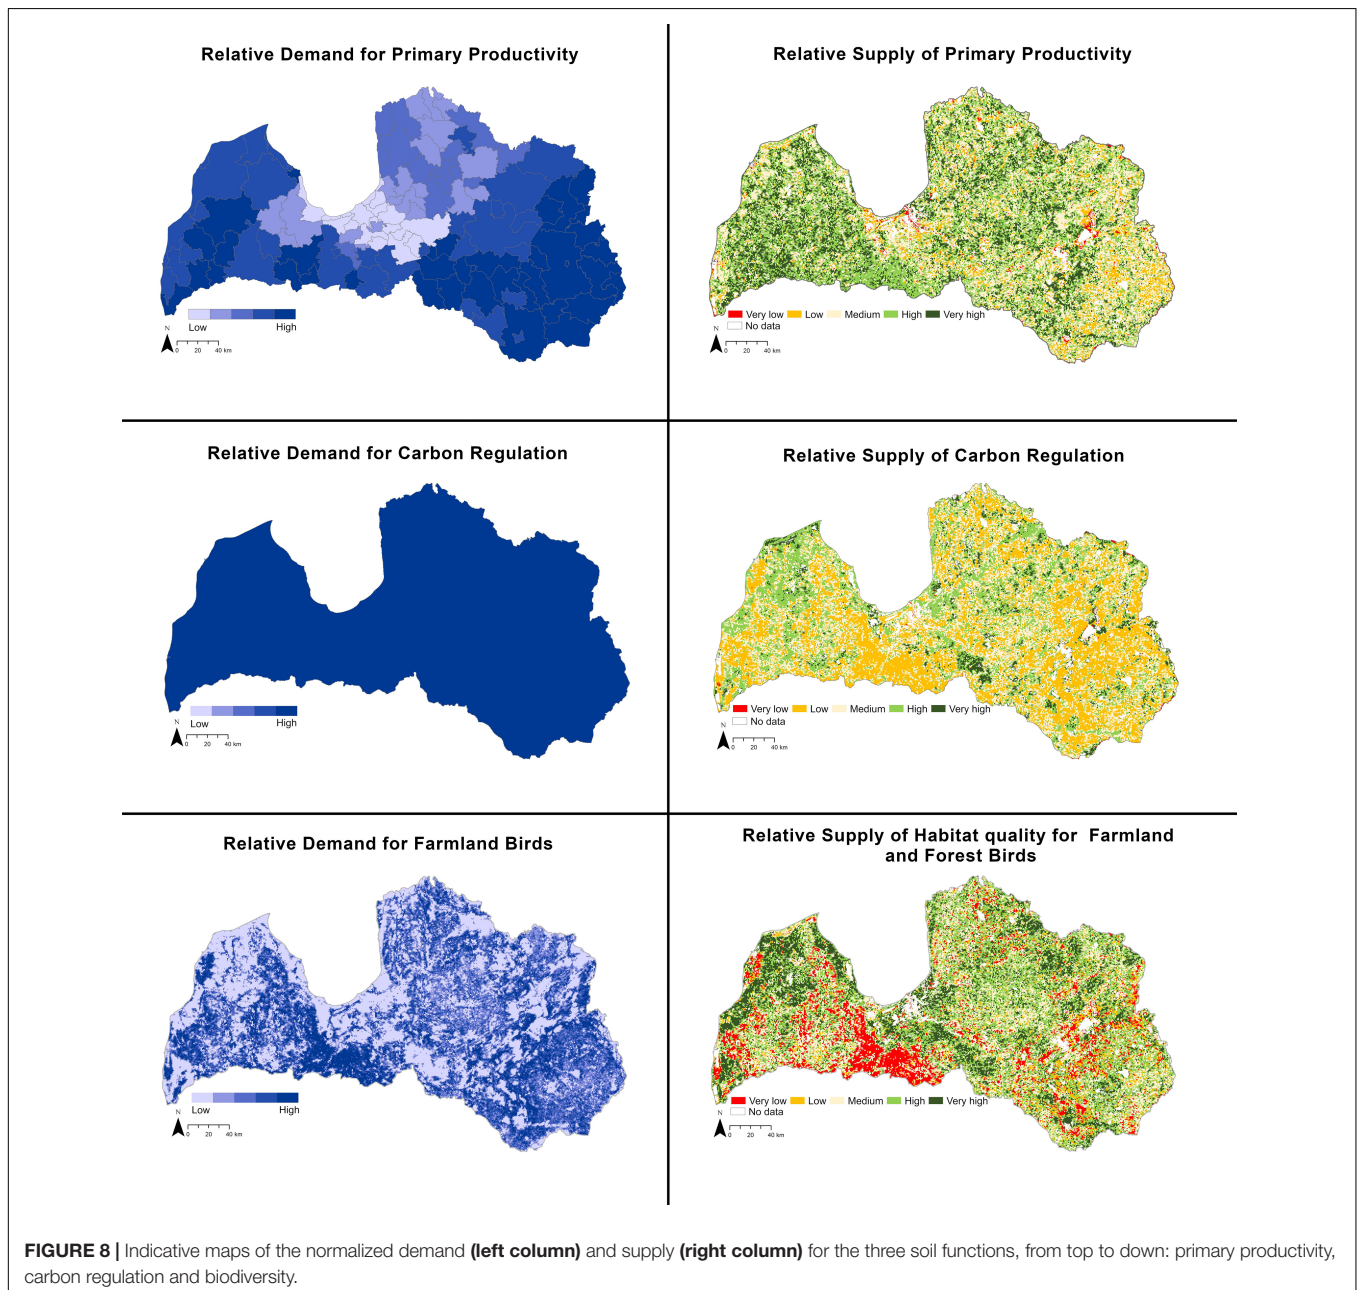 Relative Demand for Primary Productivity
Low High
N
0 20 40 km
Relative Supply of Primary Productivity
Very low Low Medium High Very high
No data
N
0 20 40 km
Relative Demand for Carbon Regulation
Low High
N
0 20 40 km
Relative Supply of Carbon Regulation
Very low Low Medium High Very high
No data
N
0 20 40 km
Relative Demand for Farmland Birds
Low High
N
0 20 40 km
Relative Supply of Habitat quality for Farmland
and Forest Birds
Very low Low Medium High Very high
No data
N
0 20 40 km
FIGURE 8 | Indicative maps of the normalized demand (left column) and supply (right column) for the three soil functions, from top to down: primary productivity,
carbon regulation and biodiversity.